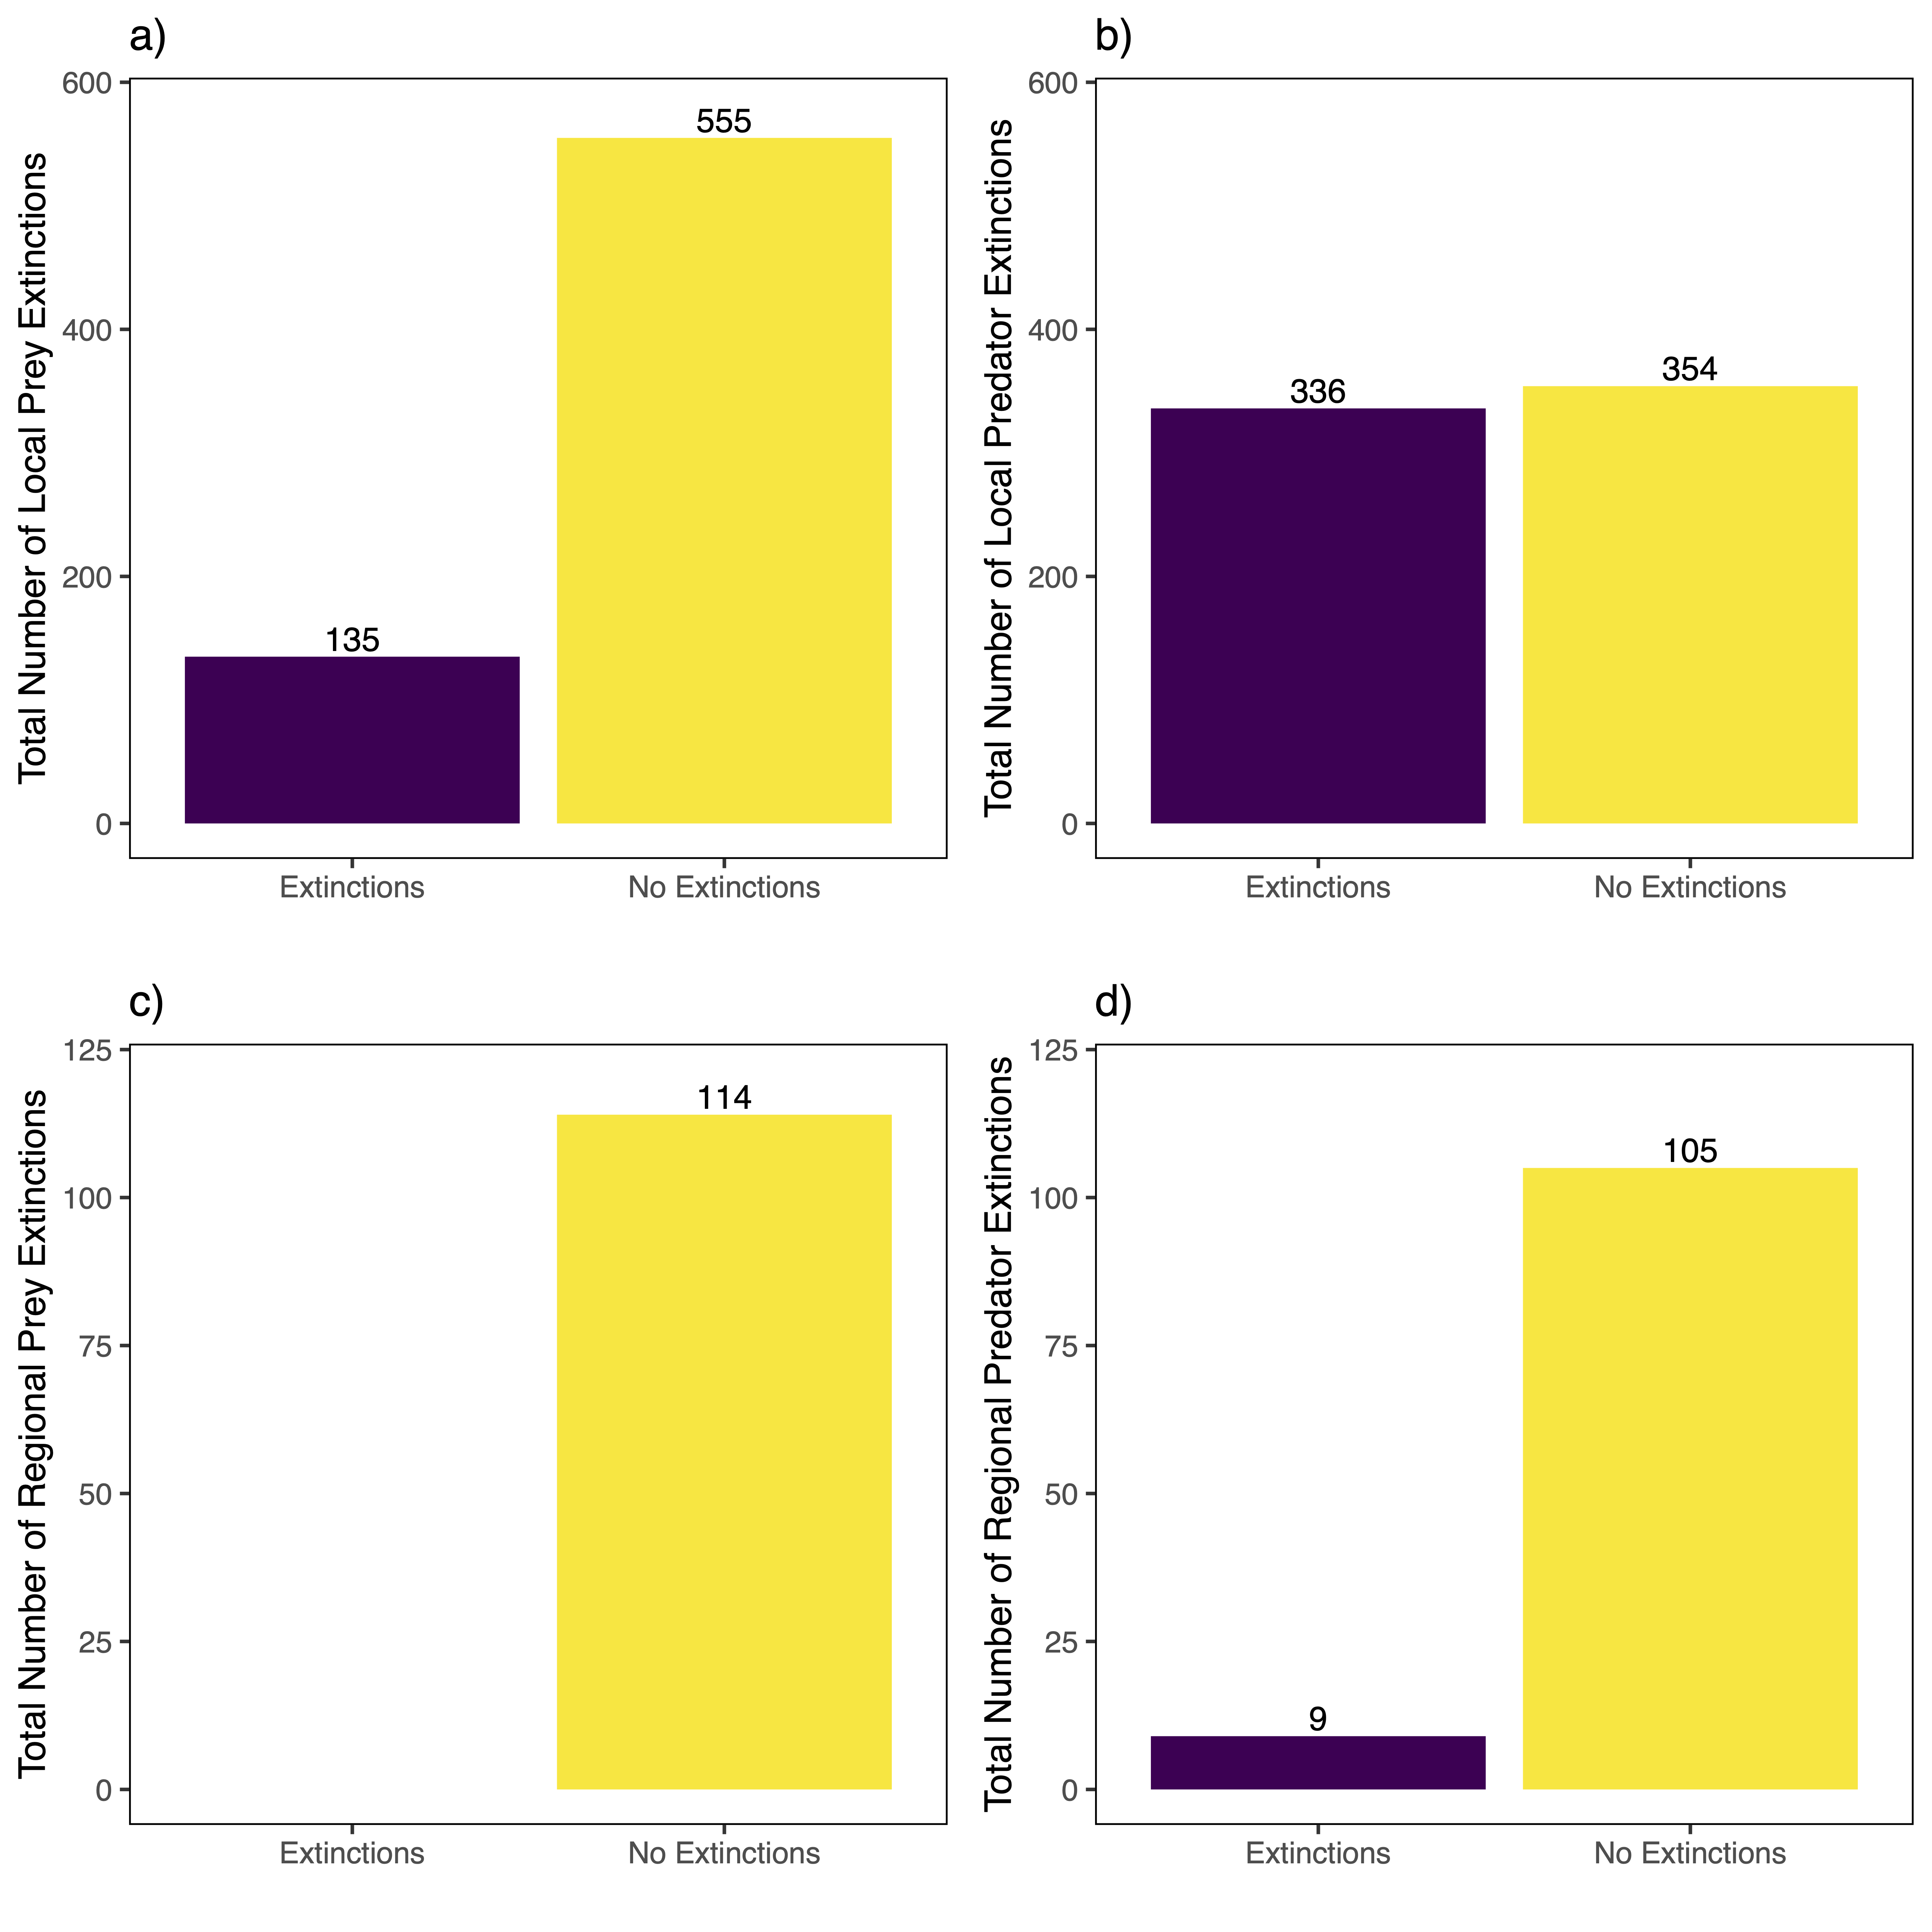 a)
Total Number of Local Prey Extinctions
600
400
200
0
135
555
Extinctions
No Extinctions
b)
Total Number of Local Predator Extinctions
600
400
200
0
336
354
Extinctions
No Extinctions
c)
Total Number of Regional Prey Extinctions
125
100
75
50
25
0
114
Extinctions
No Extinctions
d)
Total Number of Regional Predator Extinctions
125
100
75
50
25
0
9
105
Extinctions
No Extinctions